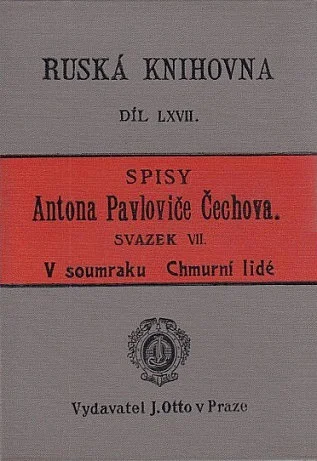 RUSKÁ KNIHOVNA
DÍL LXVII.
SPISY
Antona Pavloviče Čechova.
SVAZEK VII.
V soumraku Chmurní lidé
Vydavatel J. Otto v Praze